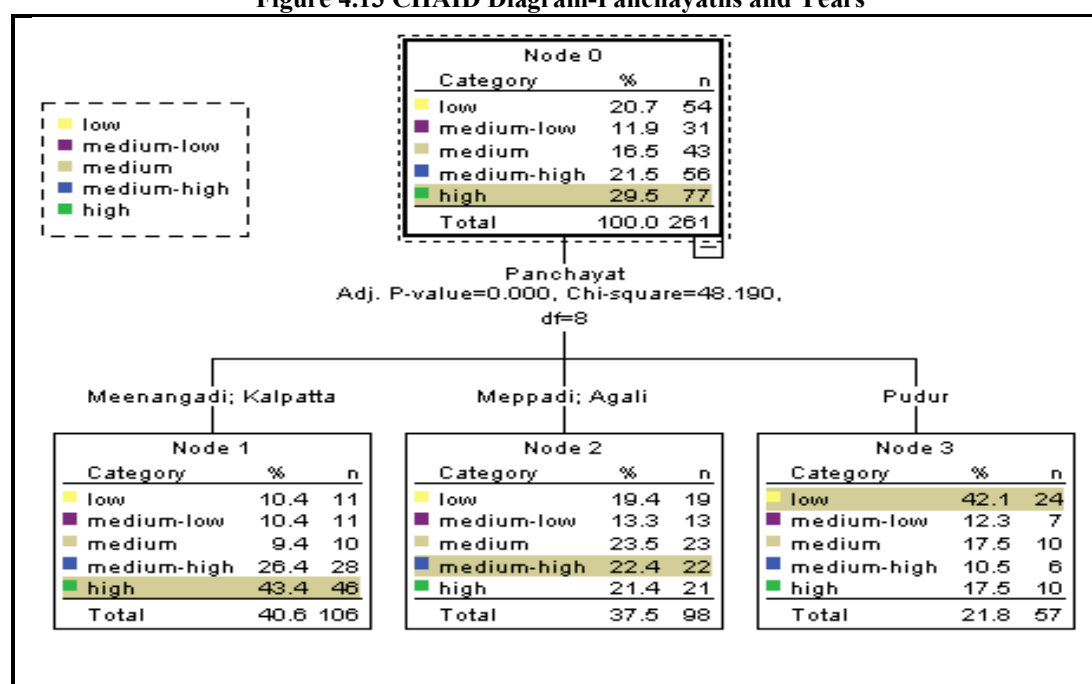 Figure 4.15 CHAID Diagram-Panchayaths and Years
low
medium-low
medium
medium-high
high
Node 0
Category % n
low 20.7 54
medium-low 11.9 31
medium 16.5 43
medium-high 21.5 56
high 29.5 77
Total 100.0 261
Panchayat
Adj. P-value=0.000, Chi-square=48.190,
df=8
Meenangadi; Kalpatta
Meppadi; Agali
Pudur
Node 1
Category % n
low 10.4 11
medium-low 10.4 11
medium 9.4 10
medium-high 26.4 28
high 43.4 46
Total 40.6 106
Node 2
Category % n
low 19.4 19
medium-low 13.3 13
medium 23.5 23
medium-high 22.4 22
high 21.4 21
Total 37.5 98
Node 3
Category % n
low 42.1 24
medium-low 12.3 7
medium 17.5 10
medium-high 10.5 6
high 17.5 10
Total 21.8 57